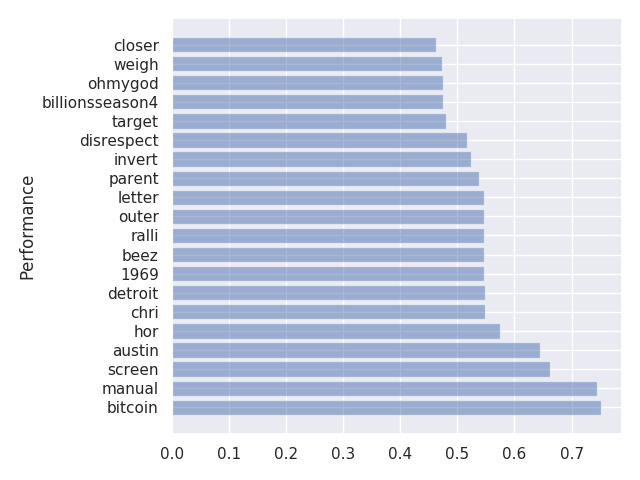 closer
weigh
ohmygod
billionsseason4
target
disrespect
invert
parent
letter
outer
ralli
beez
1969
detroit
chri
hor
austin
screen
manual
bitcoin
Performance
0.0 0.1 0.2 0.3 0.4 0.5 0.6 0.7